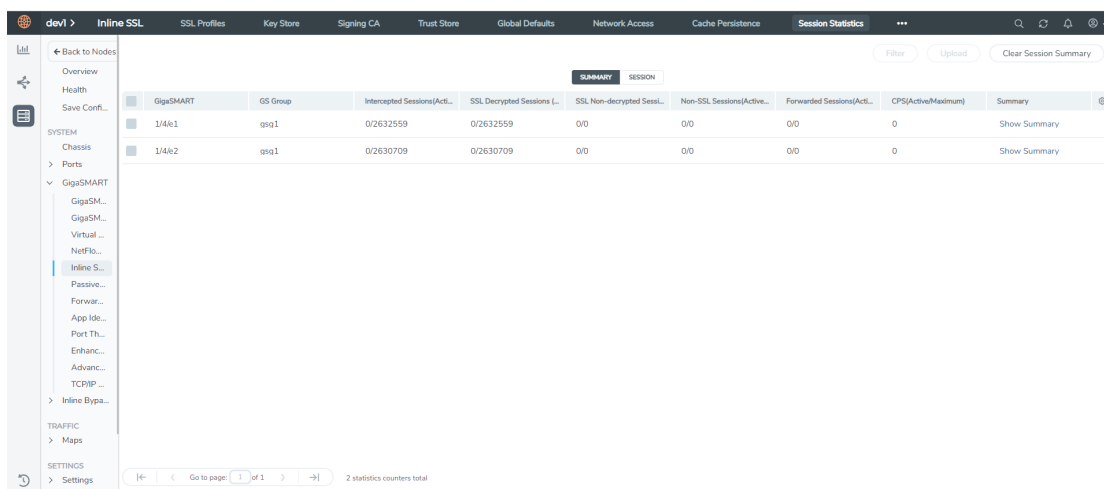 dev1 > Inline SSL SSL Profiles Key Store Signing CA Trust Store Global Defaults Network Access Cache Persistence Session Statistics •••
← Back to Nodes
Overview
Health
Save Confi...
SYSTEM
Chassis
> Ports
GigaSMART
GigaSM...
GigaSM...
Virtual ...
NetFlo...
Inline S...
Passive...
Forwar...
App Ide...
Port Th...
Enhanc...
Advanc...
TCP/IP ...
> Inline Bypa...
TRAFFIC
> Maps
SETTINGS
> Settings
Filter Upload Clear Session Summary
SUMMARY SESSION
GigaSMART GS Group Intercepted Sessions(Acti... SSL Decrypted Sessions (... SSL Non-decrypted Sessi... Non-SSL Sessions(Active... Forwarded Sessions(Acti... CPS(Active/Maximum) Summary
1/4/e1 gsg1 0/2632559 0/2632559 0/0 0/0 0/0 0 Show Summary
1/4/e2 gsg1 0/2630709 0/2630709 0/0 0/0 0/0 0 Show Summary
Go to page: 1 of 1 2 statistics counters total